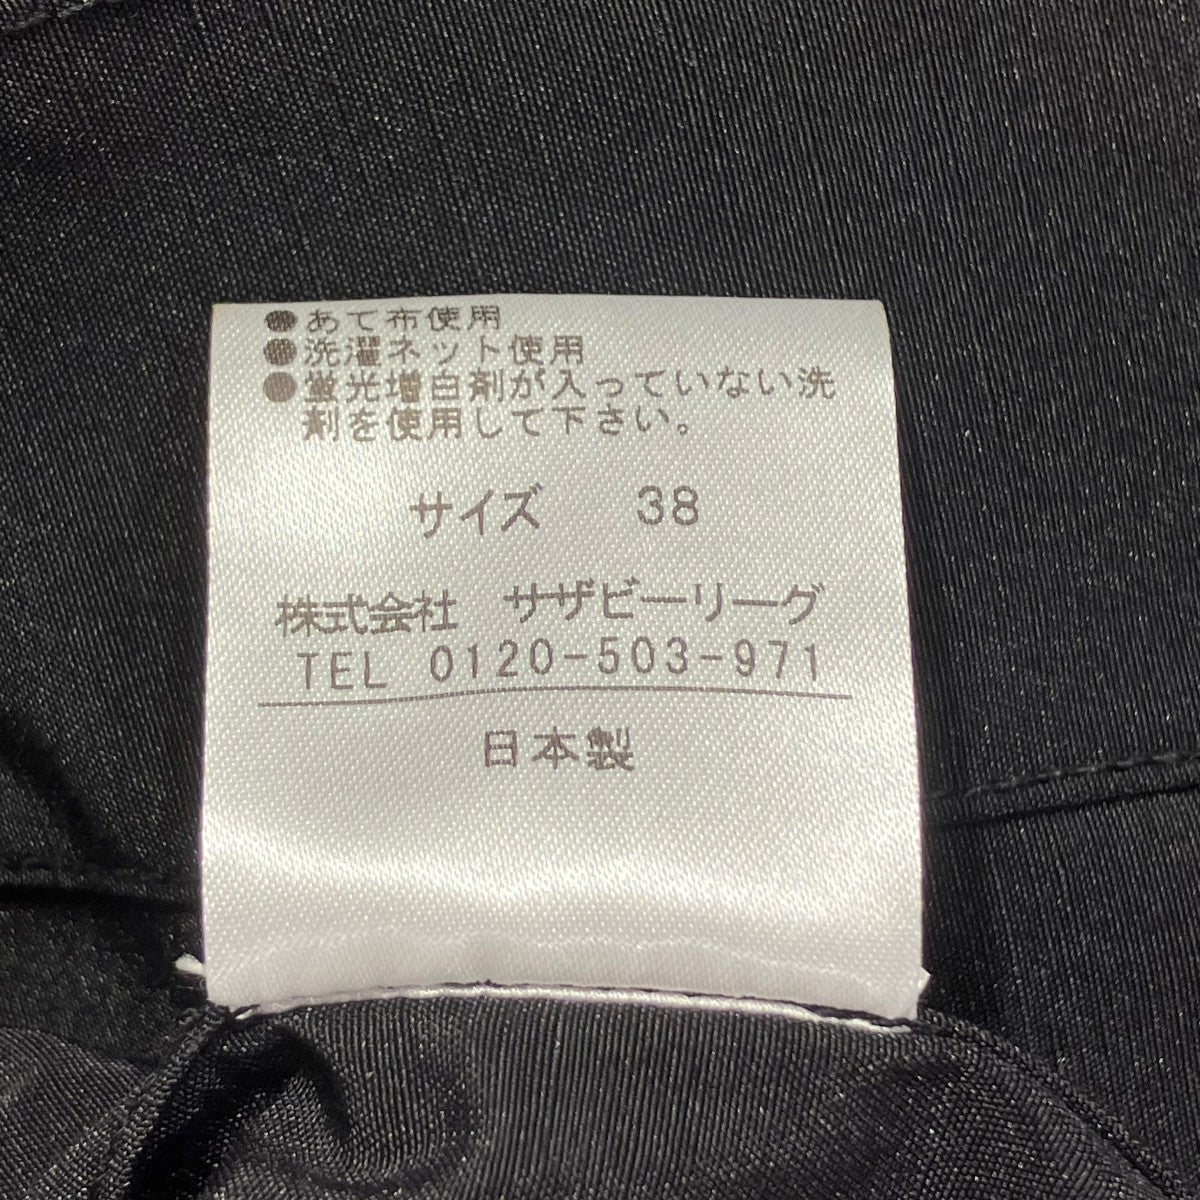 ●あて布使用
●洗濯ネット使用
●蛍光増白剤が入っていない洗
剤を使用して下さい。
サイズ 38
株式会社 サザビーリーグ
TEL 0120-503-971
日本製